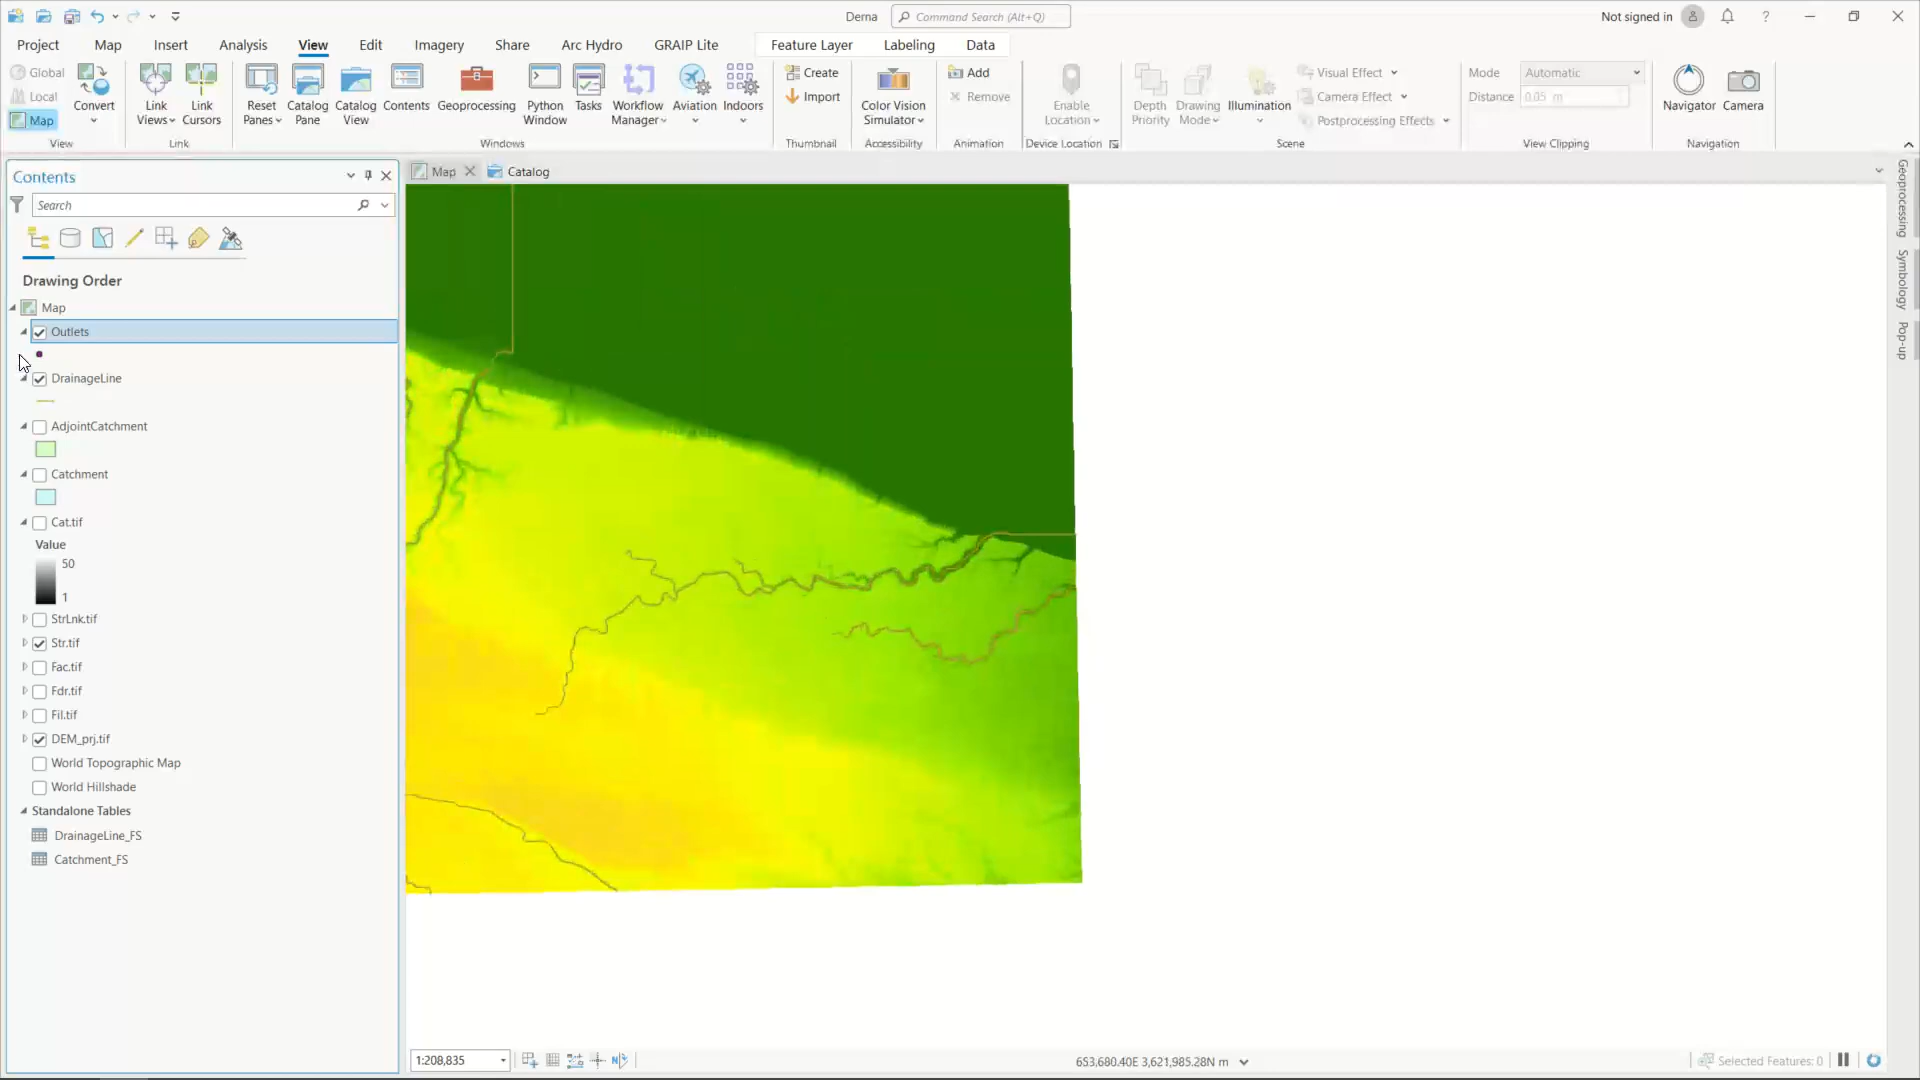 Derna
Command Search (Alt+Q)
Not signed in
Project
Map
Insert
Analysis
View
Edit
Imagery
Share
Arc Hydro
GRAIP Lite
Feature Layer
Labeling
Data
Global
Local
Map
Convert
View
Link Views
Link Cursors
Link
Reset Panes
Catalog Pane
Catalog View
Contents
Geoprocessing
Python Window
Tasks
Workflow Manager
Aviation
Indoors
Windows
Create
Import
Thumbnail
Color Vision Simulator
Accessibility
Add
Remove
Animation
Enable Location
Device Location
Depth Priority
Drawing Mode
Illumination
Visual Effect
Camera Effect
Postprocessing Effects
Scene
Mode
Automatic
Distance
0.05 m
View Clipping
Navigator
Camera
Navigation
Contents
Search
Drawing Order
Map
Outlets
DrainageLine
AdjointCatchment
Catchment
Cat.tif
Value
50
1
StrLnk.tif
Str.tif
Fac.tif
Fdr.tif
Fil.tif
DEM_prj.tif
World Topographic Map
World Hillshade
Standalone Tables
DrainageLine_FS
Catchment_FS
Map
Catalog
Geoprocessing
Symbology
Pop-up
1:208,835
653,680.40E 3,621,985.28N m
Selected Features: 0